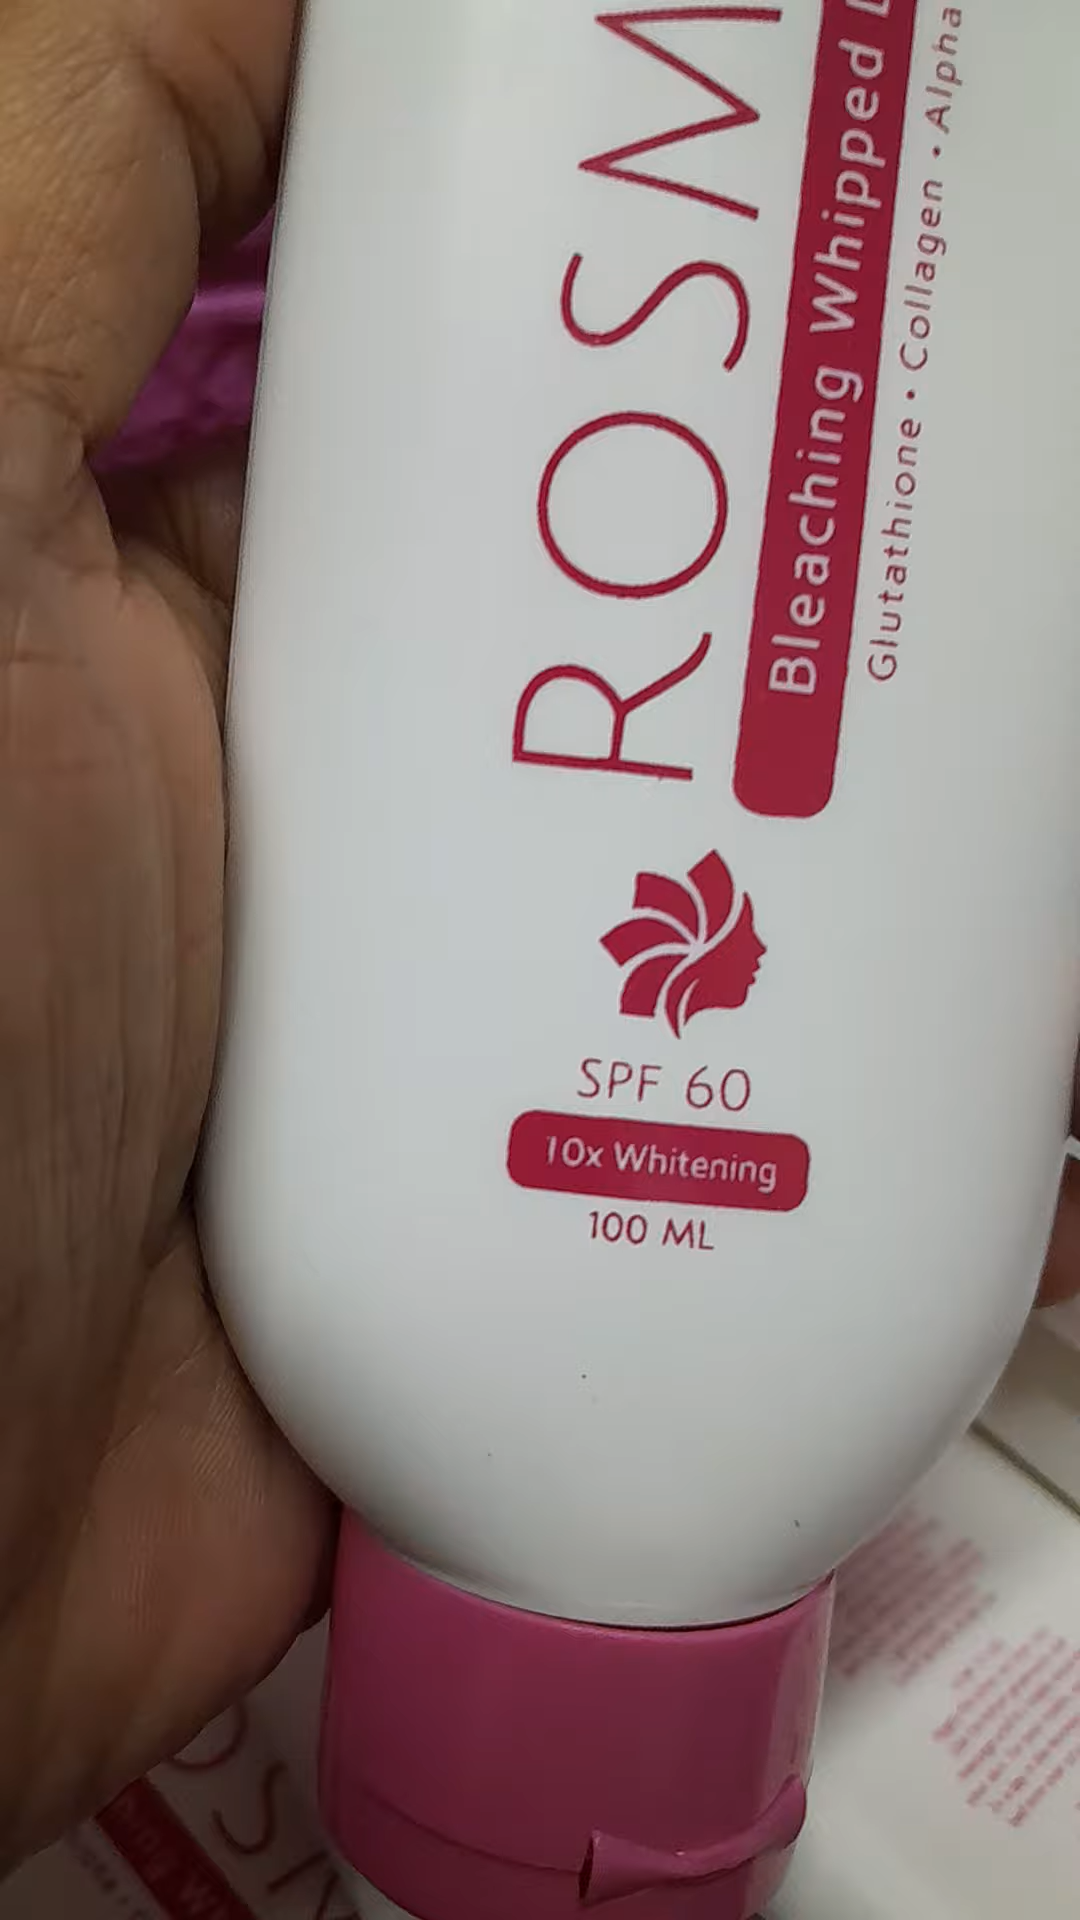 ROSM
Bleaching Whipped
Glutathione • Collagen • Alpha
SPF 60
10x Whitening
100 ML